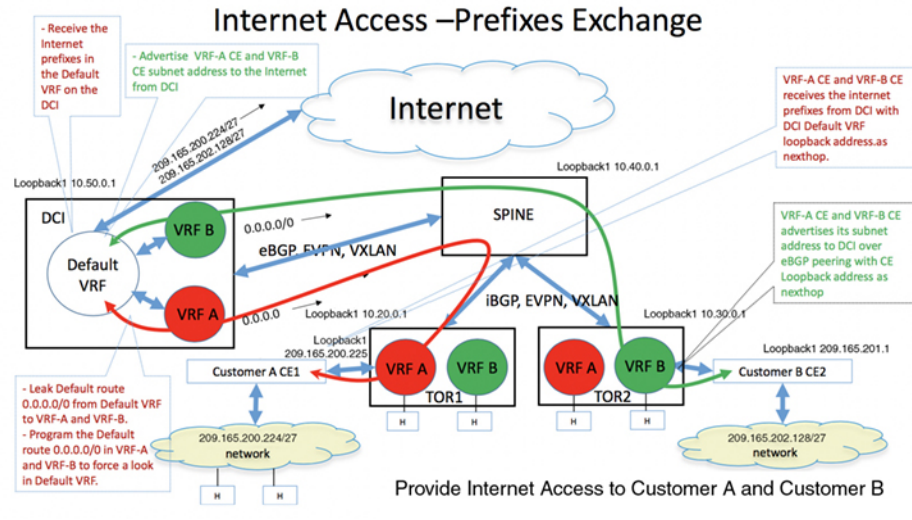 Internet Access –Prefixes Exchange
- Receive the
Internet
prefixes in
the Default
VRF on the
DCI
- Advertise VRF-A CE and VRF-B
CE subnet address to the Internet
from DCI
Internet
209.165.200.224/27
209.165.202.128/27
VRF-A CE and VRF-B CE
receives the internet
prefixes from DCI with
DCI Default VRF
loopback address.as
nexthop.
Loopback1 10.50.0.1
Loopback1 10.40.0.1
DCI
VRF B
Default
VRF
VRF A
0.0.0.0/0
eBGP, EVPN, VXLAN
0.0.0.0
SPINE
VRF-A CE and VRF-B CE
advertises its subnet
address to DCI over
eBGP peering with CE
Loopback address as
nexthop
iBGP, EVPN, VXLAN
Loopback1 10.20.0.1
Loopback1 10.30.0.1
Loopback1
209.165.200.225
Loopback1 209.165.201.1
Customer A CE1
VRF A
VRF B
TOR1
VRF A
VRF B
TOR2
Customer B CE2
H
H
H
H
- Leak Default route
0.0.0.0/0 from Default VRF
to VRF-A and VRF-B.
- Program the Default
route 0.0.0.0/0 in VRF-A
and VRF-B to force a look
in Default VRF.
209.165.200.224/27
network
H
H
209.165.202.128/27
network
Provide Internet Access to Customer A and Customer B